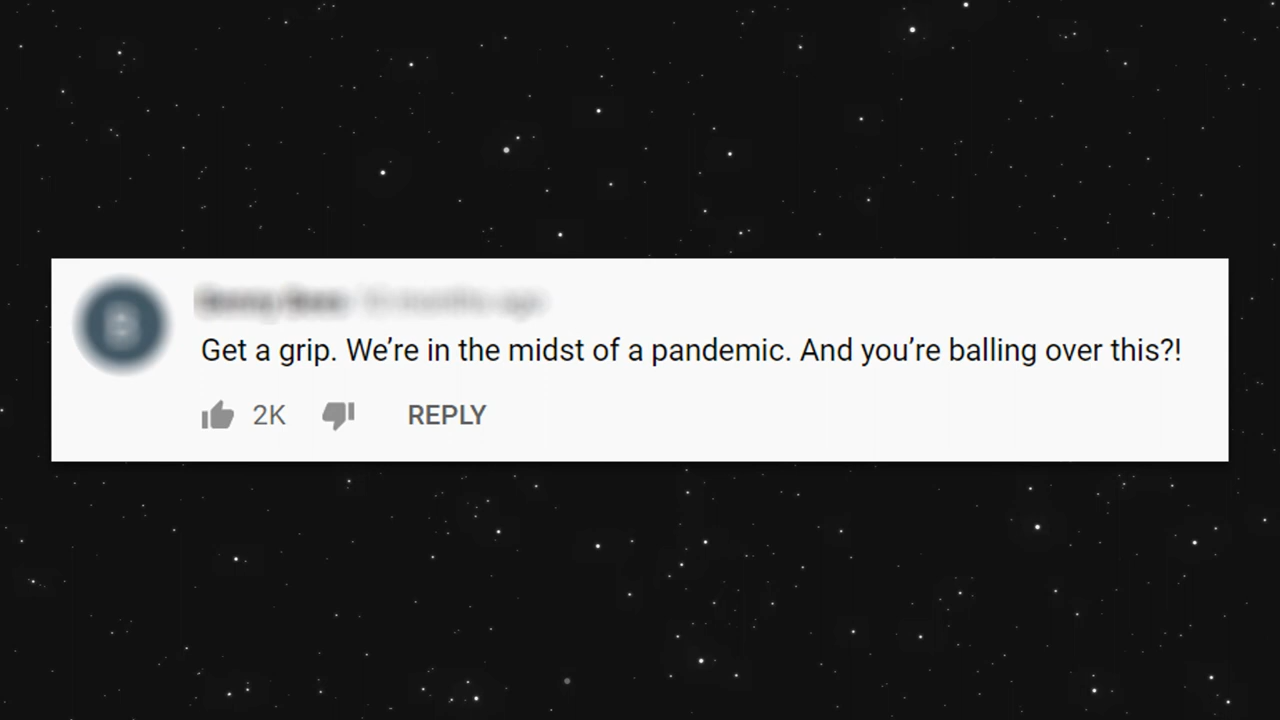 Get a grip. We’re in the midst of a pandemic. And you’re balling over this?!
2K REPLY